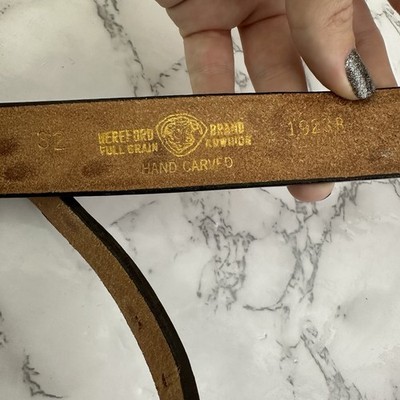 32 HEREFORD BRAND 1923B
FULL GRAIN COWHIDE
HAND CARVED